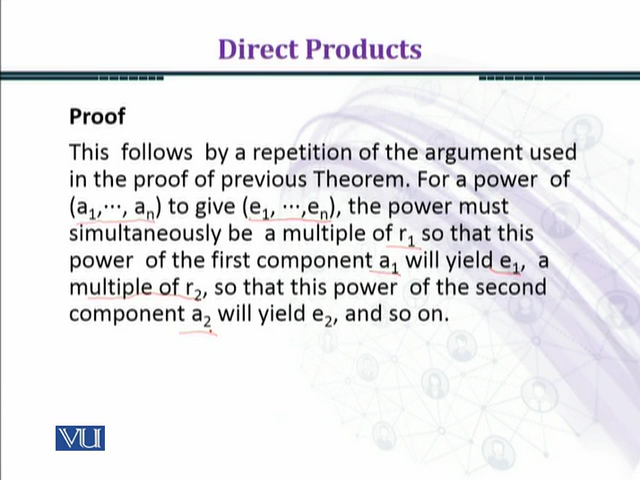 Direct Products
Proof
This follows by a repetition of the argument used
in the proof of previous Theorem. For a power of
(a₁,⋯, aₙ) to give (e₁, ⋯,eₙ), the power must
simultaneously be a multiple of r₁ so that this
power of the first component a₁ will yield e₁, a
multiple of r₂, so that this power of the second
component a₂ will yield e₂, and so on.
VU